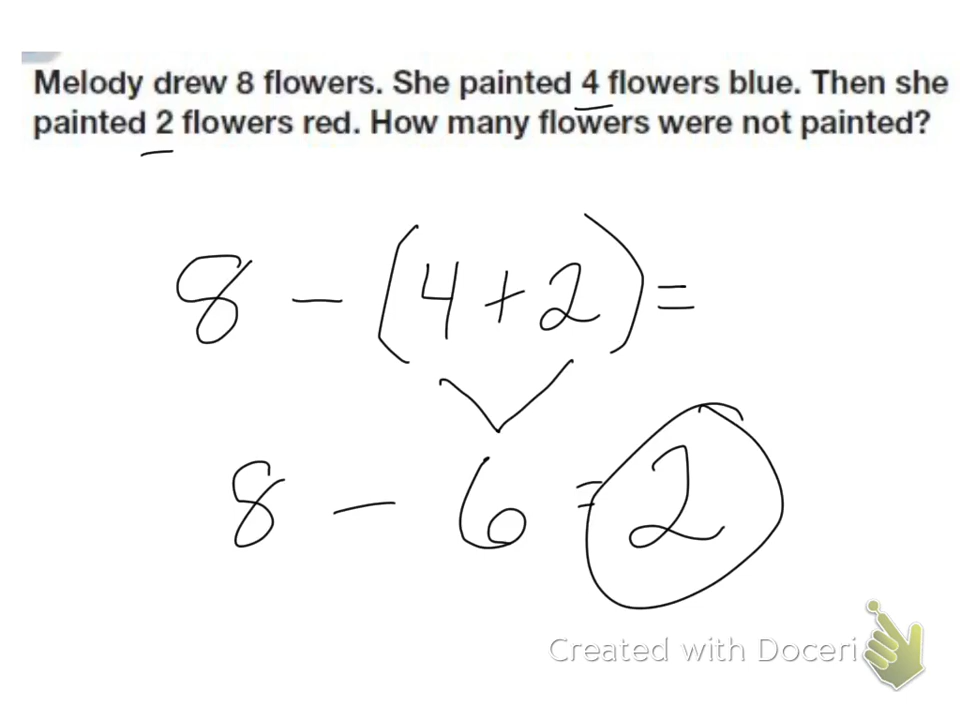 Melody drew 8 flowers. She painted 4 flowers blue. Then she
painted 2 flowers red. How many flowers were not painted?
8 - (4+2) =
8 - 6 = 2
Created with Doceri